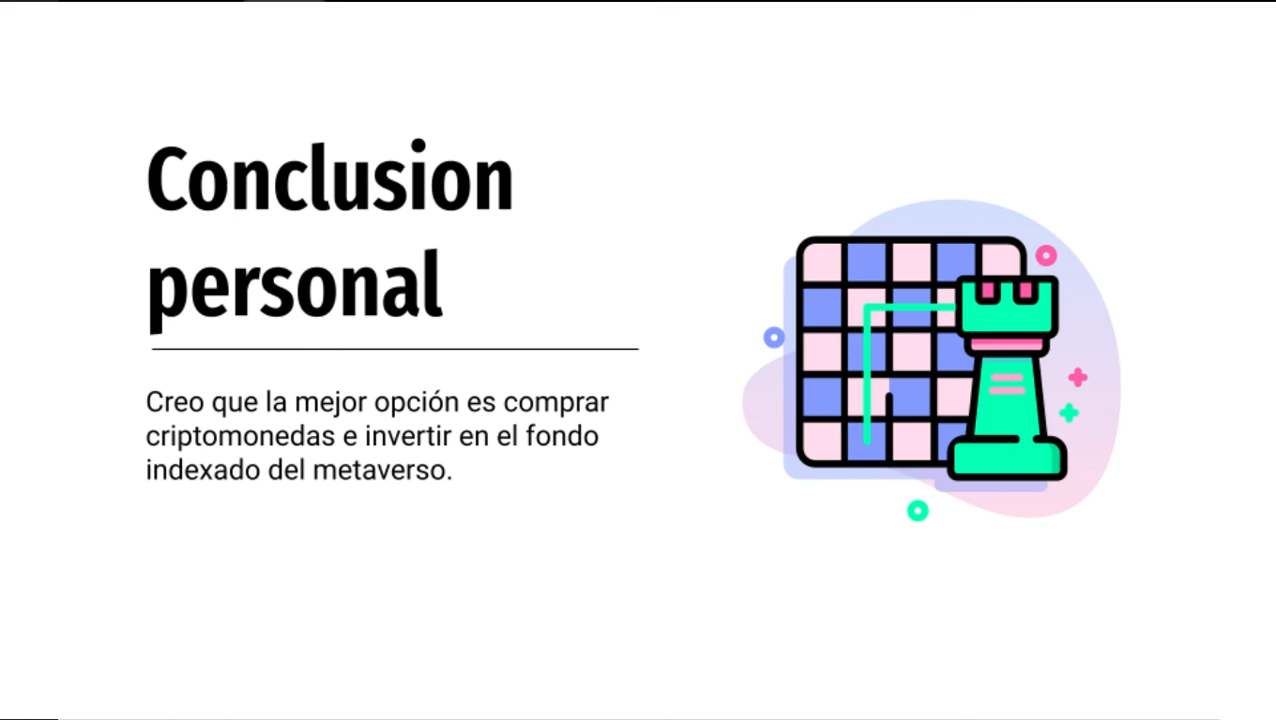 Conclusion
personal
Creo que la mejor opción es comprar
criptomonedas e invertir en el fondo
indexado del metaverso.